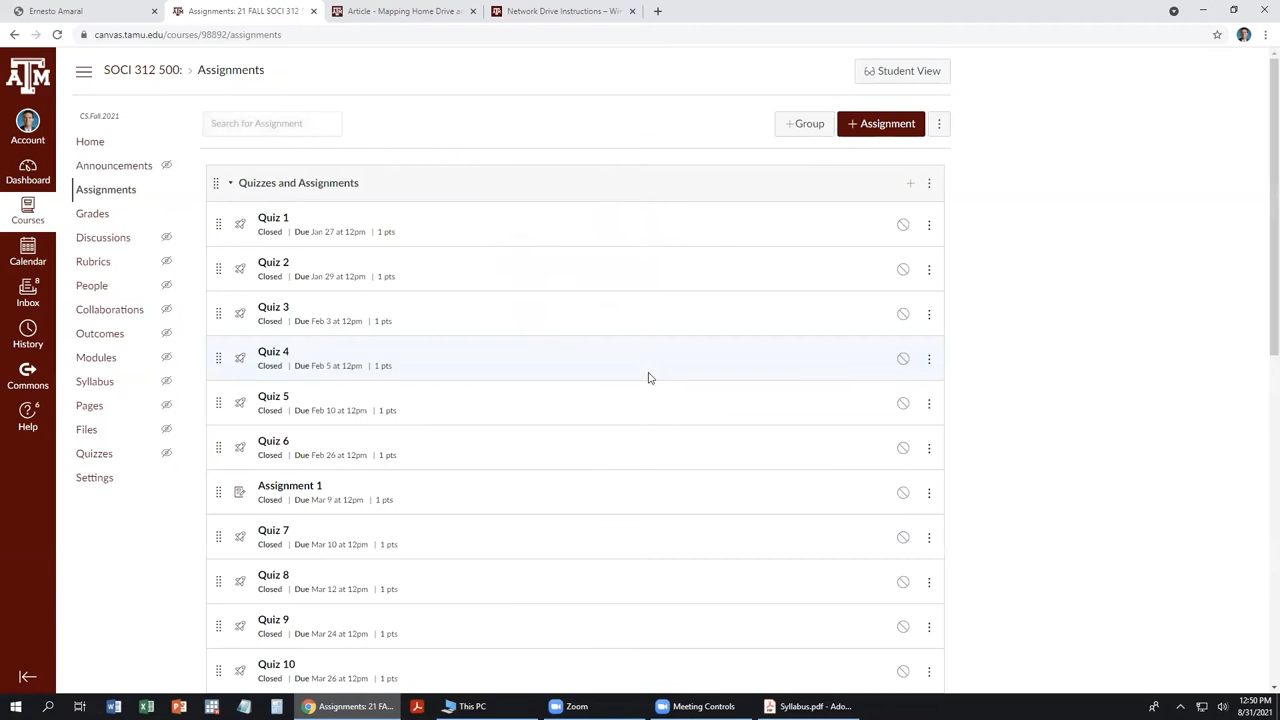 Ernesto Amaral
Assignments: 21 FALL SOCI 312
Article - Mapping Home Drive a
Network Drive Instructions – Wi
canvas.tamu.edu/courses/98892/assignments
ATM
SOCI 312 500: › Assignments
Student View
CS.Fall.2021
Search for Assignment
+Group
+ Assignment
Account
Dashboard
Courses
Calendar
8
Inbox
History
Commons
6
Help
Home
Announcements
Assignments
Grades
Discussions
Rubrics
People
Collaborations
Outcomes
Modules
Syllabus
Pages
Files
Quizzes
Settings
Quizzes and Assignments
Quiz 1
Closed | Due Jan 27 at 12pm | 1 pts
Quiz 2
Closed | Due Jan 29 at 12pm | 1 pts
Quiz 3
Closed | Due Feb 3 at 12pm | 1 pts
Quiz 4
Closed | Due Feb 5 at 12pm | 1 pts
Quiz 5
Closed | Due Feb 10 at 12pm | 1 pts
Quiz 6
Closed | Due Feb 26 at 12pm | 1 pts
Assignment 1
Closed | Due Mar 9 at 12pm | 1 pts
Quiz 7
Closed | Due Mar 10 at 12pm | 1 pts
Quiz 8
Closed | Due Mar 12 at 12pm | 1 pts
Quiz 9
Closed | Due Mar 24 at 12pm | 1 pts
Quiz 10
Closed | Due Mar 26 at 12pm | 1 pts
Assignments: 21 FA...
This PC
Zoom
Meeting Controls
Syllabus.pdf - Ado...
12:50 PM
8/31/2021